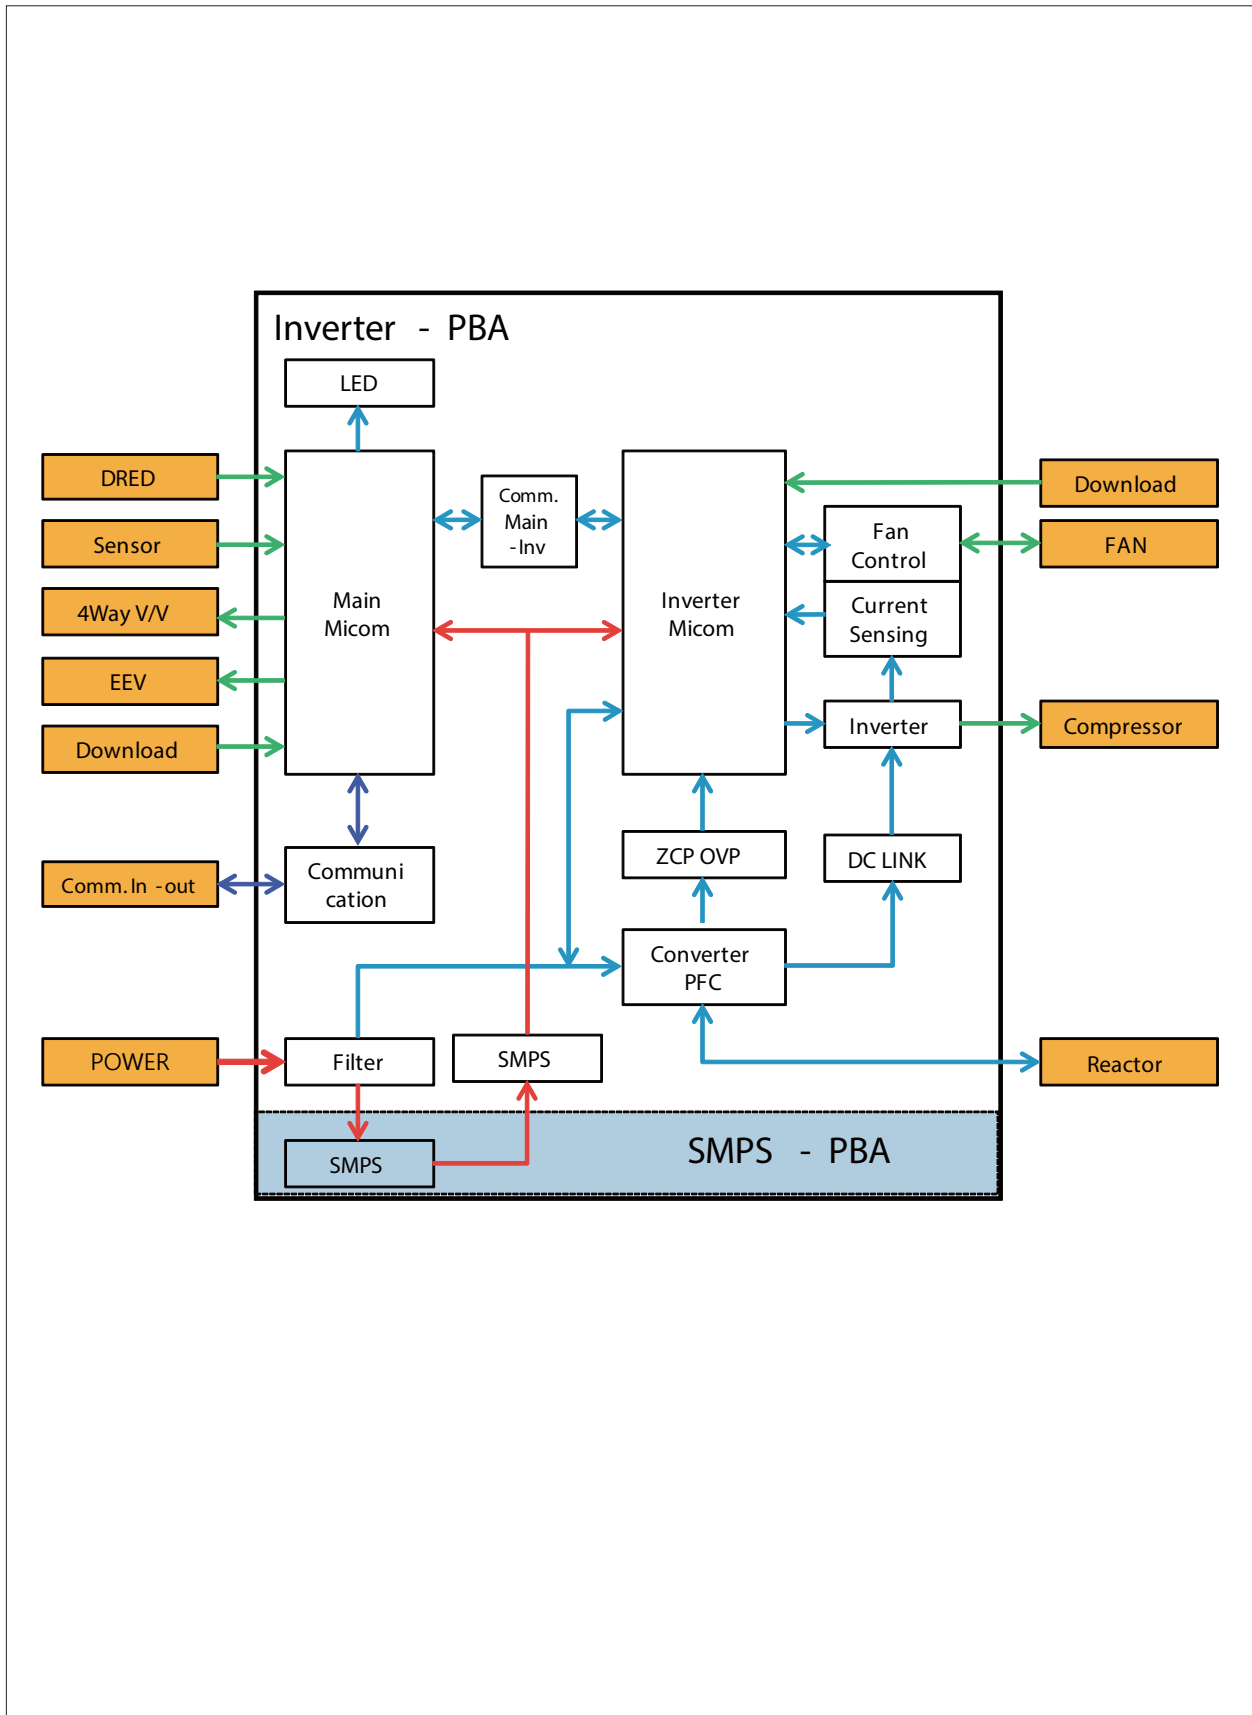 Inverter - PBA
LED
DRED
Sensor
4Way V/V
EEV
Download
Main
Micom
Comm.
Main
-Inv
Inverter
Micom
Download
Fan
Control
FAN
Current
Sensing
Inverter
Compressor
ZCP OVP
DC LINK
Comm. In -out
Communi
cation
Converter
PFC
POWER
Filter
SMPS
Reactor
SMPS
SMPS - PBA